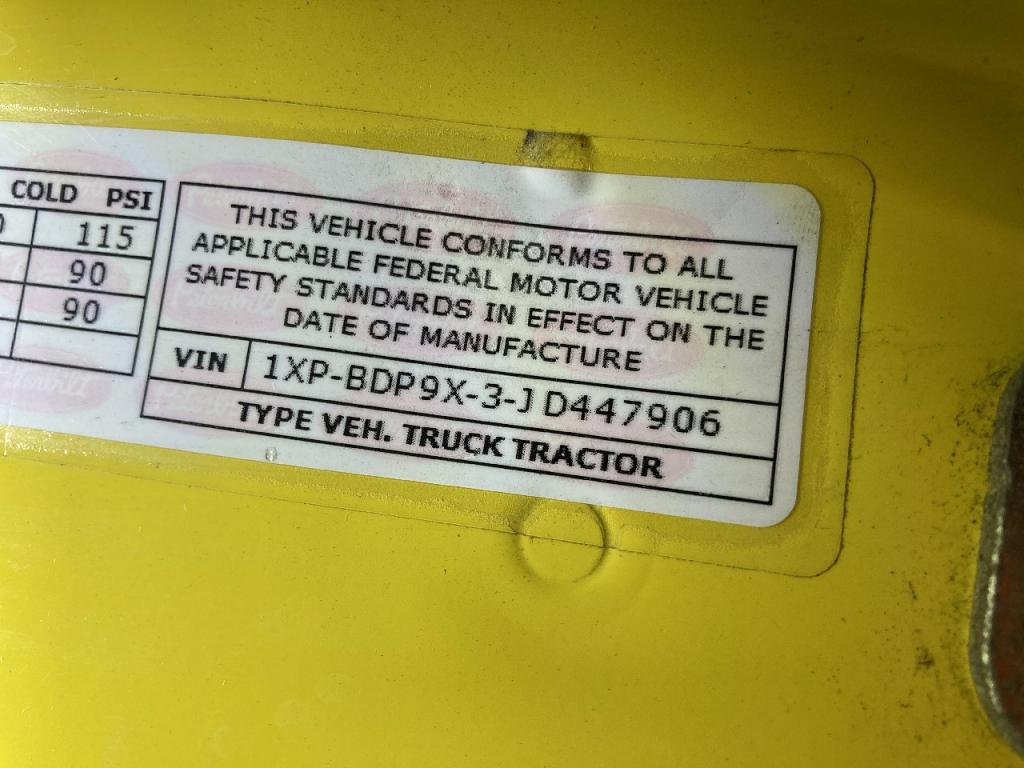 COLD PSI
115
90
90
THIS VEHICLE CONFORMS TO ALL
APPLICABLE FEDERAL MOTOR VEHICLE
SAFETY STANDARDS IN EFFECT ON THE
DATE OF MANUFACTURE
VIN 1XP-BDP9X-3-JD447906
TYPE VEH. TRUCK TRACTOR